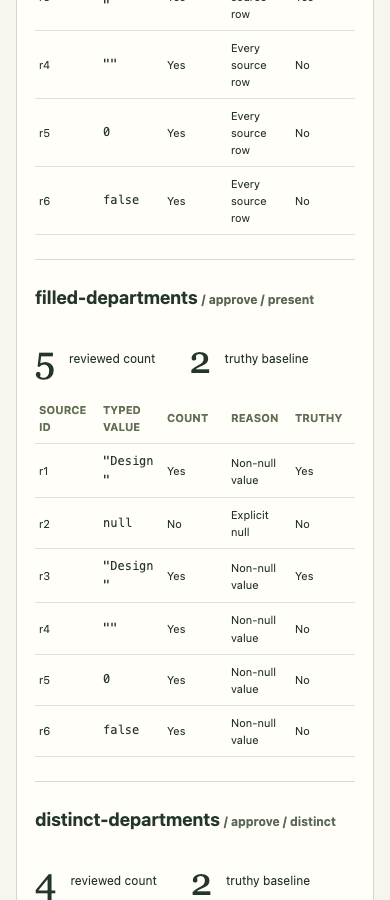 source
row
r4 "" Yes Every source row No
r5 0 Yes Every source row No
r6 false Yes Every source row No
filled-departments / approve / present
5 reviewed count 2 truthy baseline
SOURCE ID TYPED VALUE COUNT REASON TRUTHY
r1 "Design" Yes Non-null value Yes
r2 null No Explicit null No
r3 "Design" Yes Non-null value Yes
r4 "" Yes Non-null value No
r5 0 Yes Non-null value No
r6 false Yes Non-null value No
distinct-departments / approve / distinct
4 reviewed count 2 truthy baseline